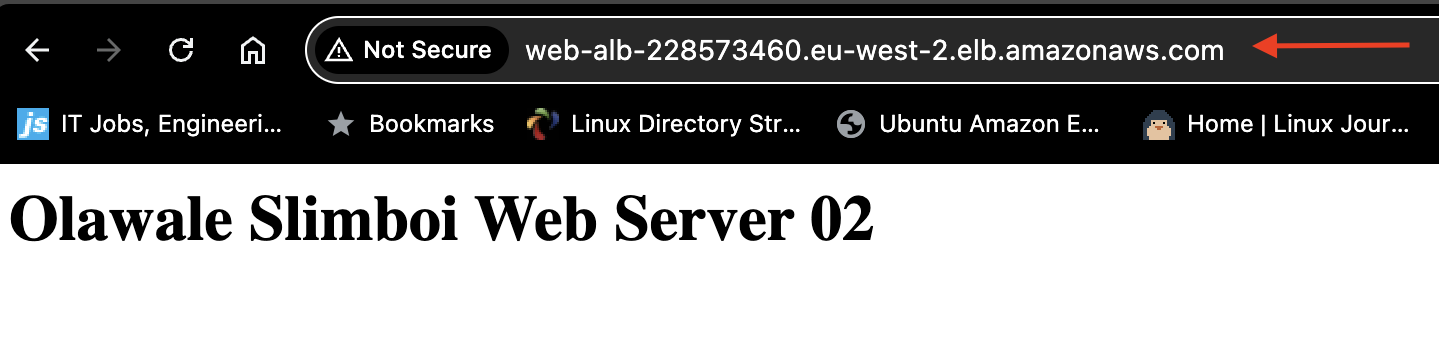 Not Secure web-alb-228573460.eu-west-2.elb.amazonaws.com
js IT Jobs, Engineeri... Bookmarks Linux Directory Str... Ubuntu Amazon E... Home | Linux Jour...
Olawale Slimboi Web Server 02